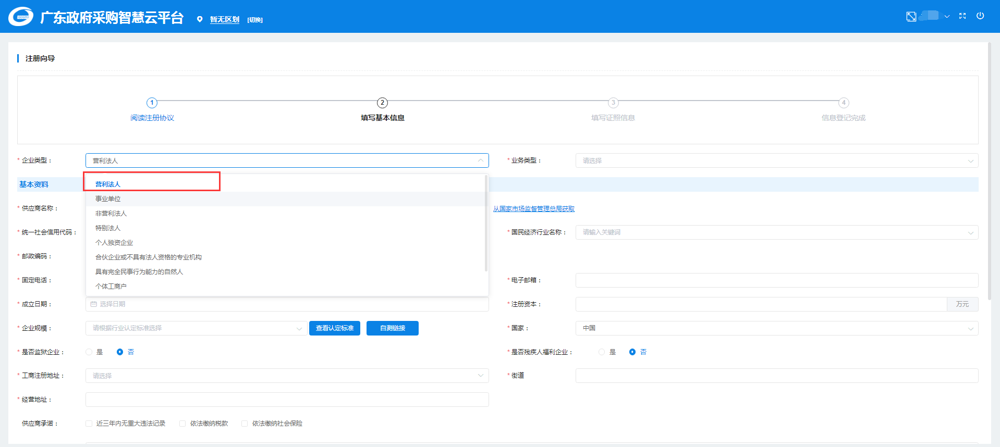 广东政府采购智慧云平台 暂无区划 [切换]
注册向导
1 2 3 4
阅读注册协议 填写基本信息 填写证照信息 信息登记完成
* 企业类型： 营利法人 * 业务类型： 请选择
基本资料
营利法人
事业单位
* 供应商名称： 从国家市场监督管理总局获取
非营利法人
特别法人
* 统一社会信用代码： * 国民经济行业名称： 请输入关键词
个人独资企业
* 邮政编码： 合伙企业或不具有法人资格的专业机构
具有完全民事行为能力的自然人
* 固定电话： * 电子邮箱：
个体工商户
* 成立日期： 选择日期 * 注册资本： 万元
* 企业规模： 请根据行业认定标准选择 查看认定标准 自测链接 * 国家： 中国
* 是否监狱企业： 是 否 * 是否残疾人福利企业： 是 否
* 工商注册地址： 请选择 * 街道
* 经营地址：
供应商承诺： 近三年内无重大违法记录 依法缴纳税款 依法缴纳社会保险